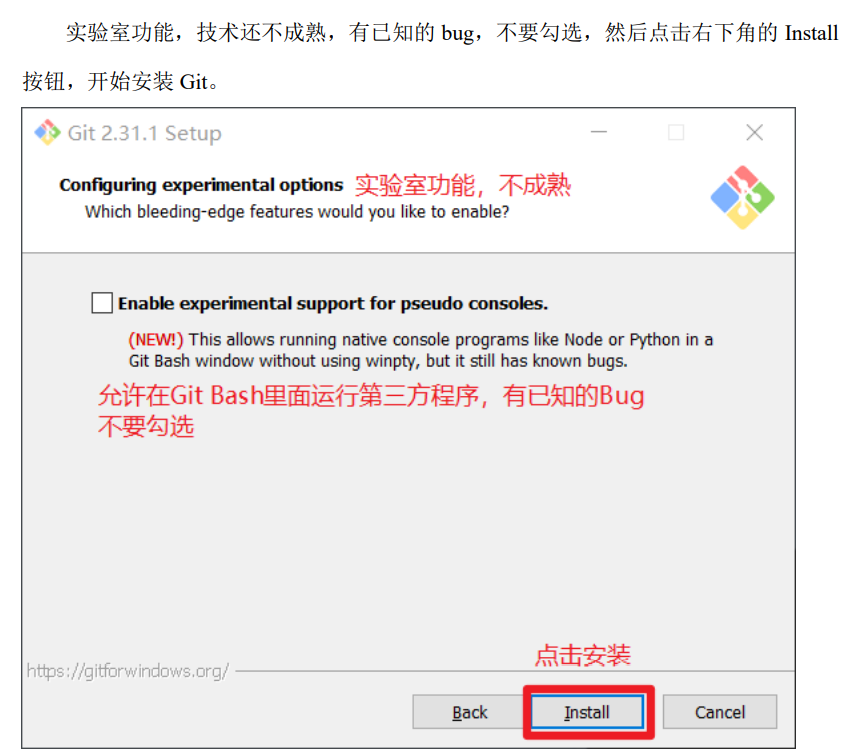 实验室功能，技术还不成熟，有已知的 bug，不要勾选，然后点击右下角的 Install
按钮，开始安装 Git。
Git 2.31.1 Setup
Configuring experimental options 实验室功能，不成熟
Which bleeding-edge features would you like to enable?
Enable experimental support for pseudo consoles.
(NEW!) This allows running native console programs like Node or Python in a
Git Bash window without using winpty, but it still has known bugs.
允许在Git Bash里面运行第三方程序，有已知的Bug
不要勾选
点击安装
https://gitforwindows.org/
Back Install Cancel